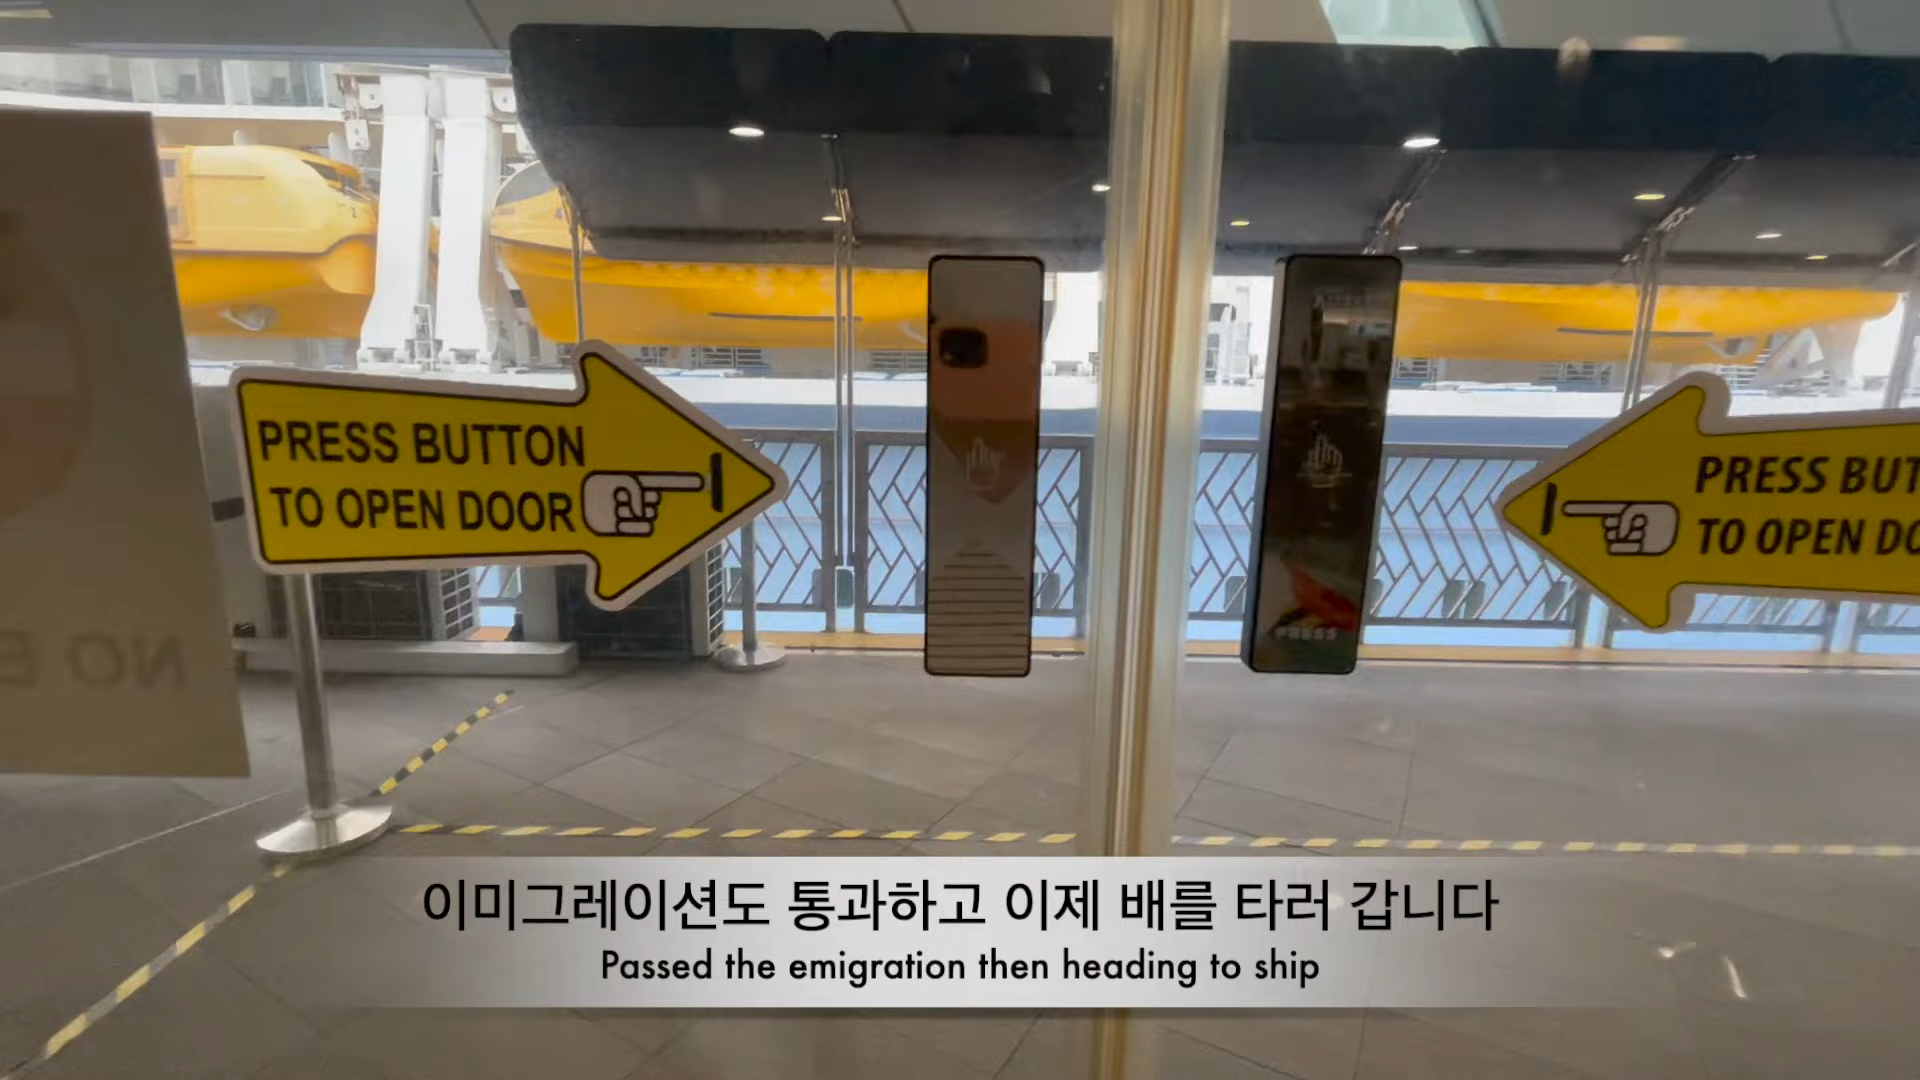 PRESS BUTTON
TO OPEN DOOR
PRESS
PRESS BUT
TO OPEN DO
NO
이미그레이션도 통과하고 이제 배를 타러 갑니다
Passed the emigration then heading to ship